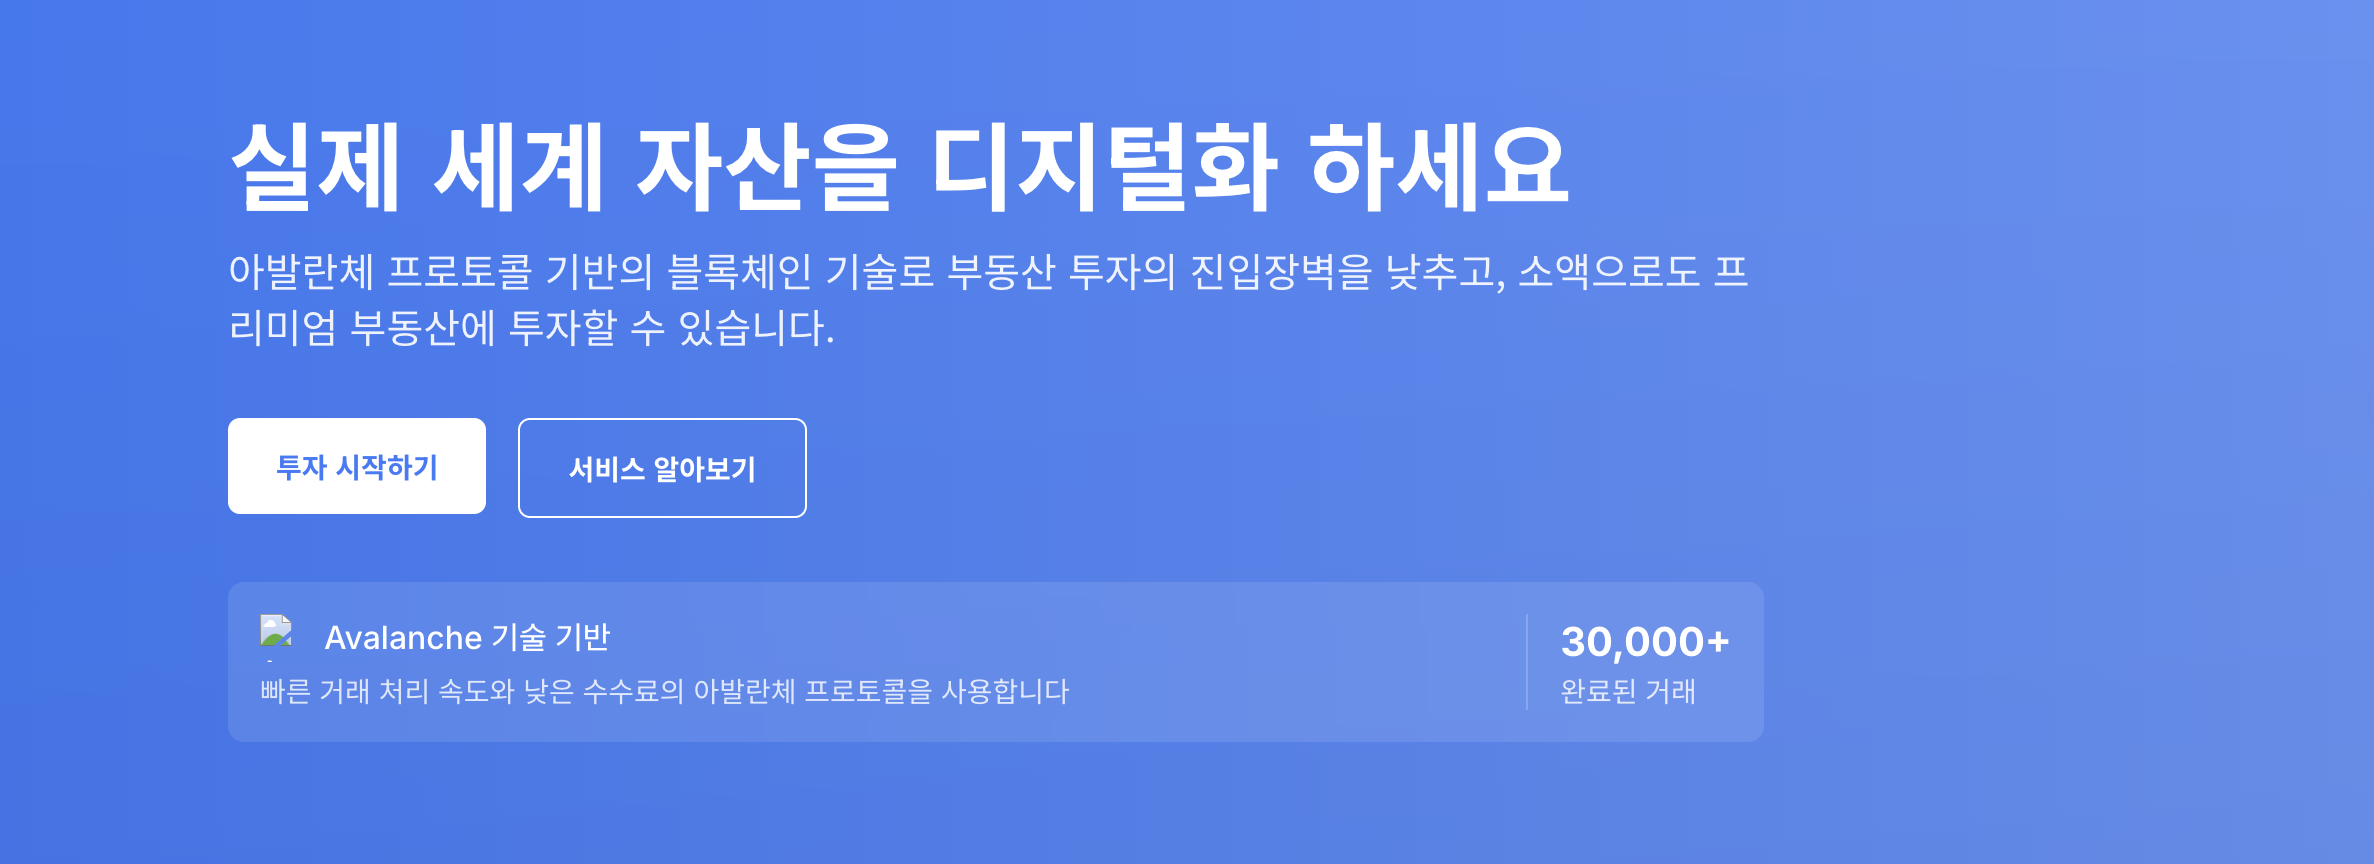 실제 세계 자산을 디지털화 하세요
아발란체 프로토콜 기반의 블록체인 기술로 부동산 투자의 진입장벽을 낮추고, 소액으로도 프
리미엄 부동산에 투자할 수 있습니다.
투자 시작하기
서비스 알아보기
Avalanche 기술 기반
빠른 거래 처리 속도와 낮은 수수료의 아발란체 프로토콜을 사용합니다
30,000+
완료된 거래